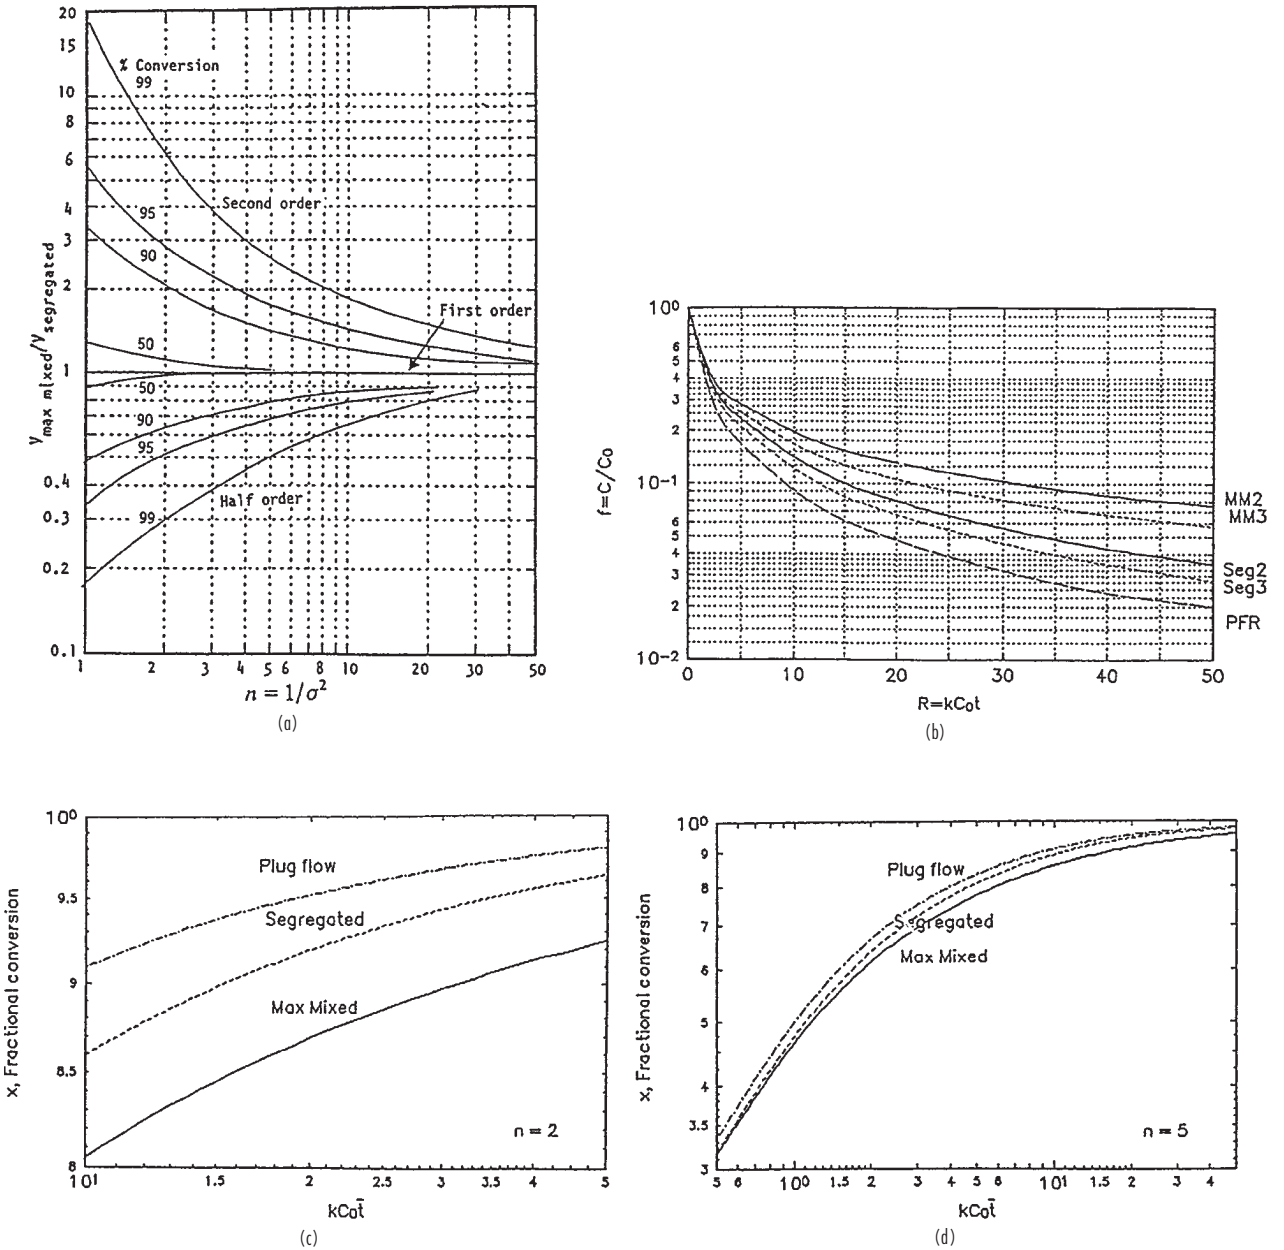 20
15
10
8
6
4
3
2
1
0.4
0.3
0.2
0.1
y max mixed/y segregated
% Conversion
99
95
90
50
Second order
First order
50
90
95
99
Half order
1 2 3 4 5 6 8 10 20 30 50
n = 1/σ²
(a)
10⁰
6
5
4
3
2
10⁻¹
6
5
4
3
2
10⁻²
f=C/Co
MM2
MM3
Seg2
Seg3
PFR
0 10 20 30 40 50
R=kCot
(b)
10⁰
9.5
9
8.5
8
x, Fractional conversion
Plug flow
Segregated
Max Mixed
n = 2
10¹ 1.5 2 2.5 3 3.5 4 5
kCot̄
(c)
10⁰
9
8
7
6
5
4
3.5
3
x, Fractional conversion
Plug flow
Segregated
Max Mixed
n = 5
5 6 10⁰ 1.5 2 3 5 6 10¹ 1.5 2 3 4
kCot̄
(d)